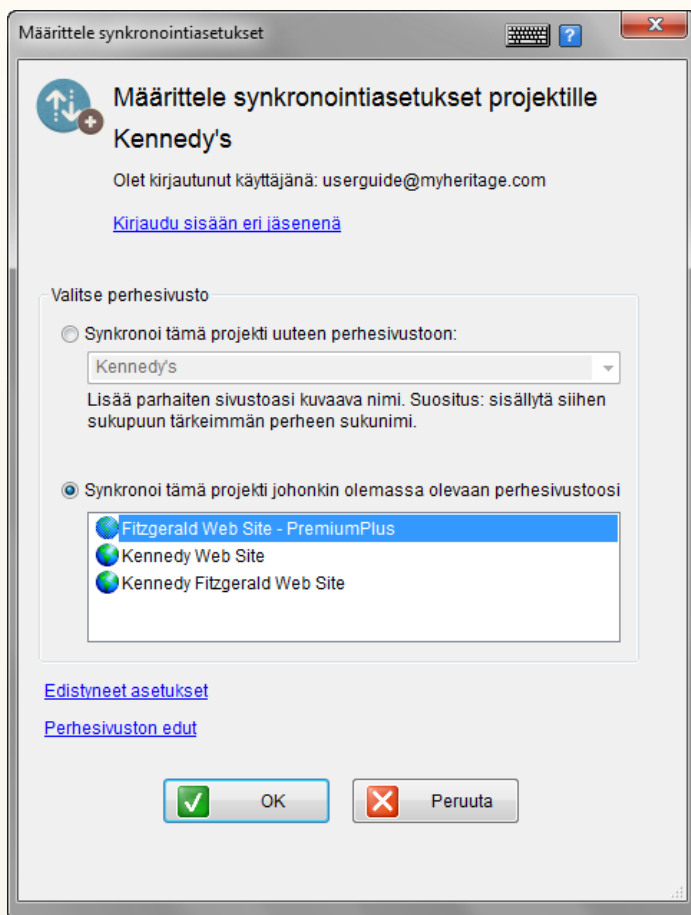 Määrittele synkronointiasetukset
Määrittele synkronointiasetukset projektille
Kennedy's
Olet kirjautunut käyttäjänä: userguide@myheritage.com
Kirjaudu sisään eri jäsenenä
Valitse perhesivusto
Synkronoi tämä projekti uuteen perhesivustoon:
Kennedy's
Lisää parhaiten sivustoasi kuvaava nimi. Suositus: sisällytä siihen
sukupuun tärkeimmän perheen sukunimi.
Synkronoi tämä projekti johonkin olemassa olevaan perhesivustoosi
Fitzgerald Web Site - PremiumPlus
Kennedy Web Site
Kennedy Fitzgerald Web Site
Edistyneet asetukset
Perhesivuston edut
OK Peruuta